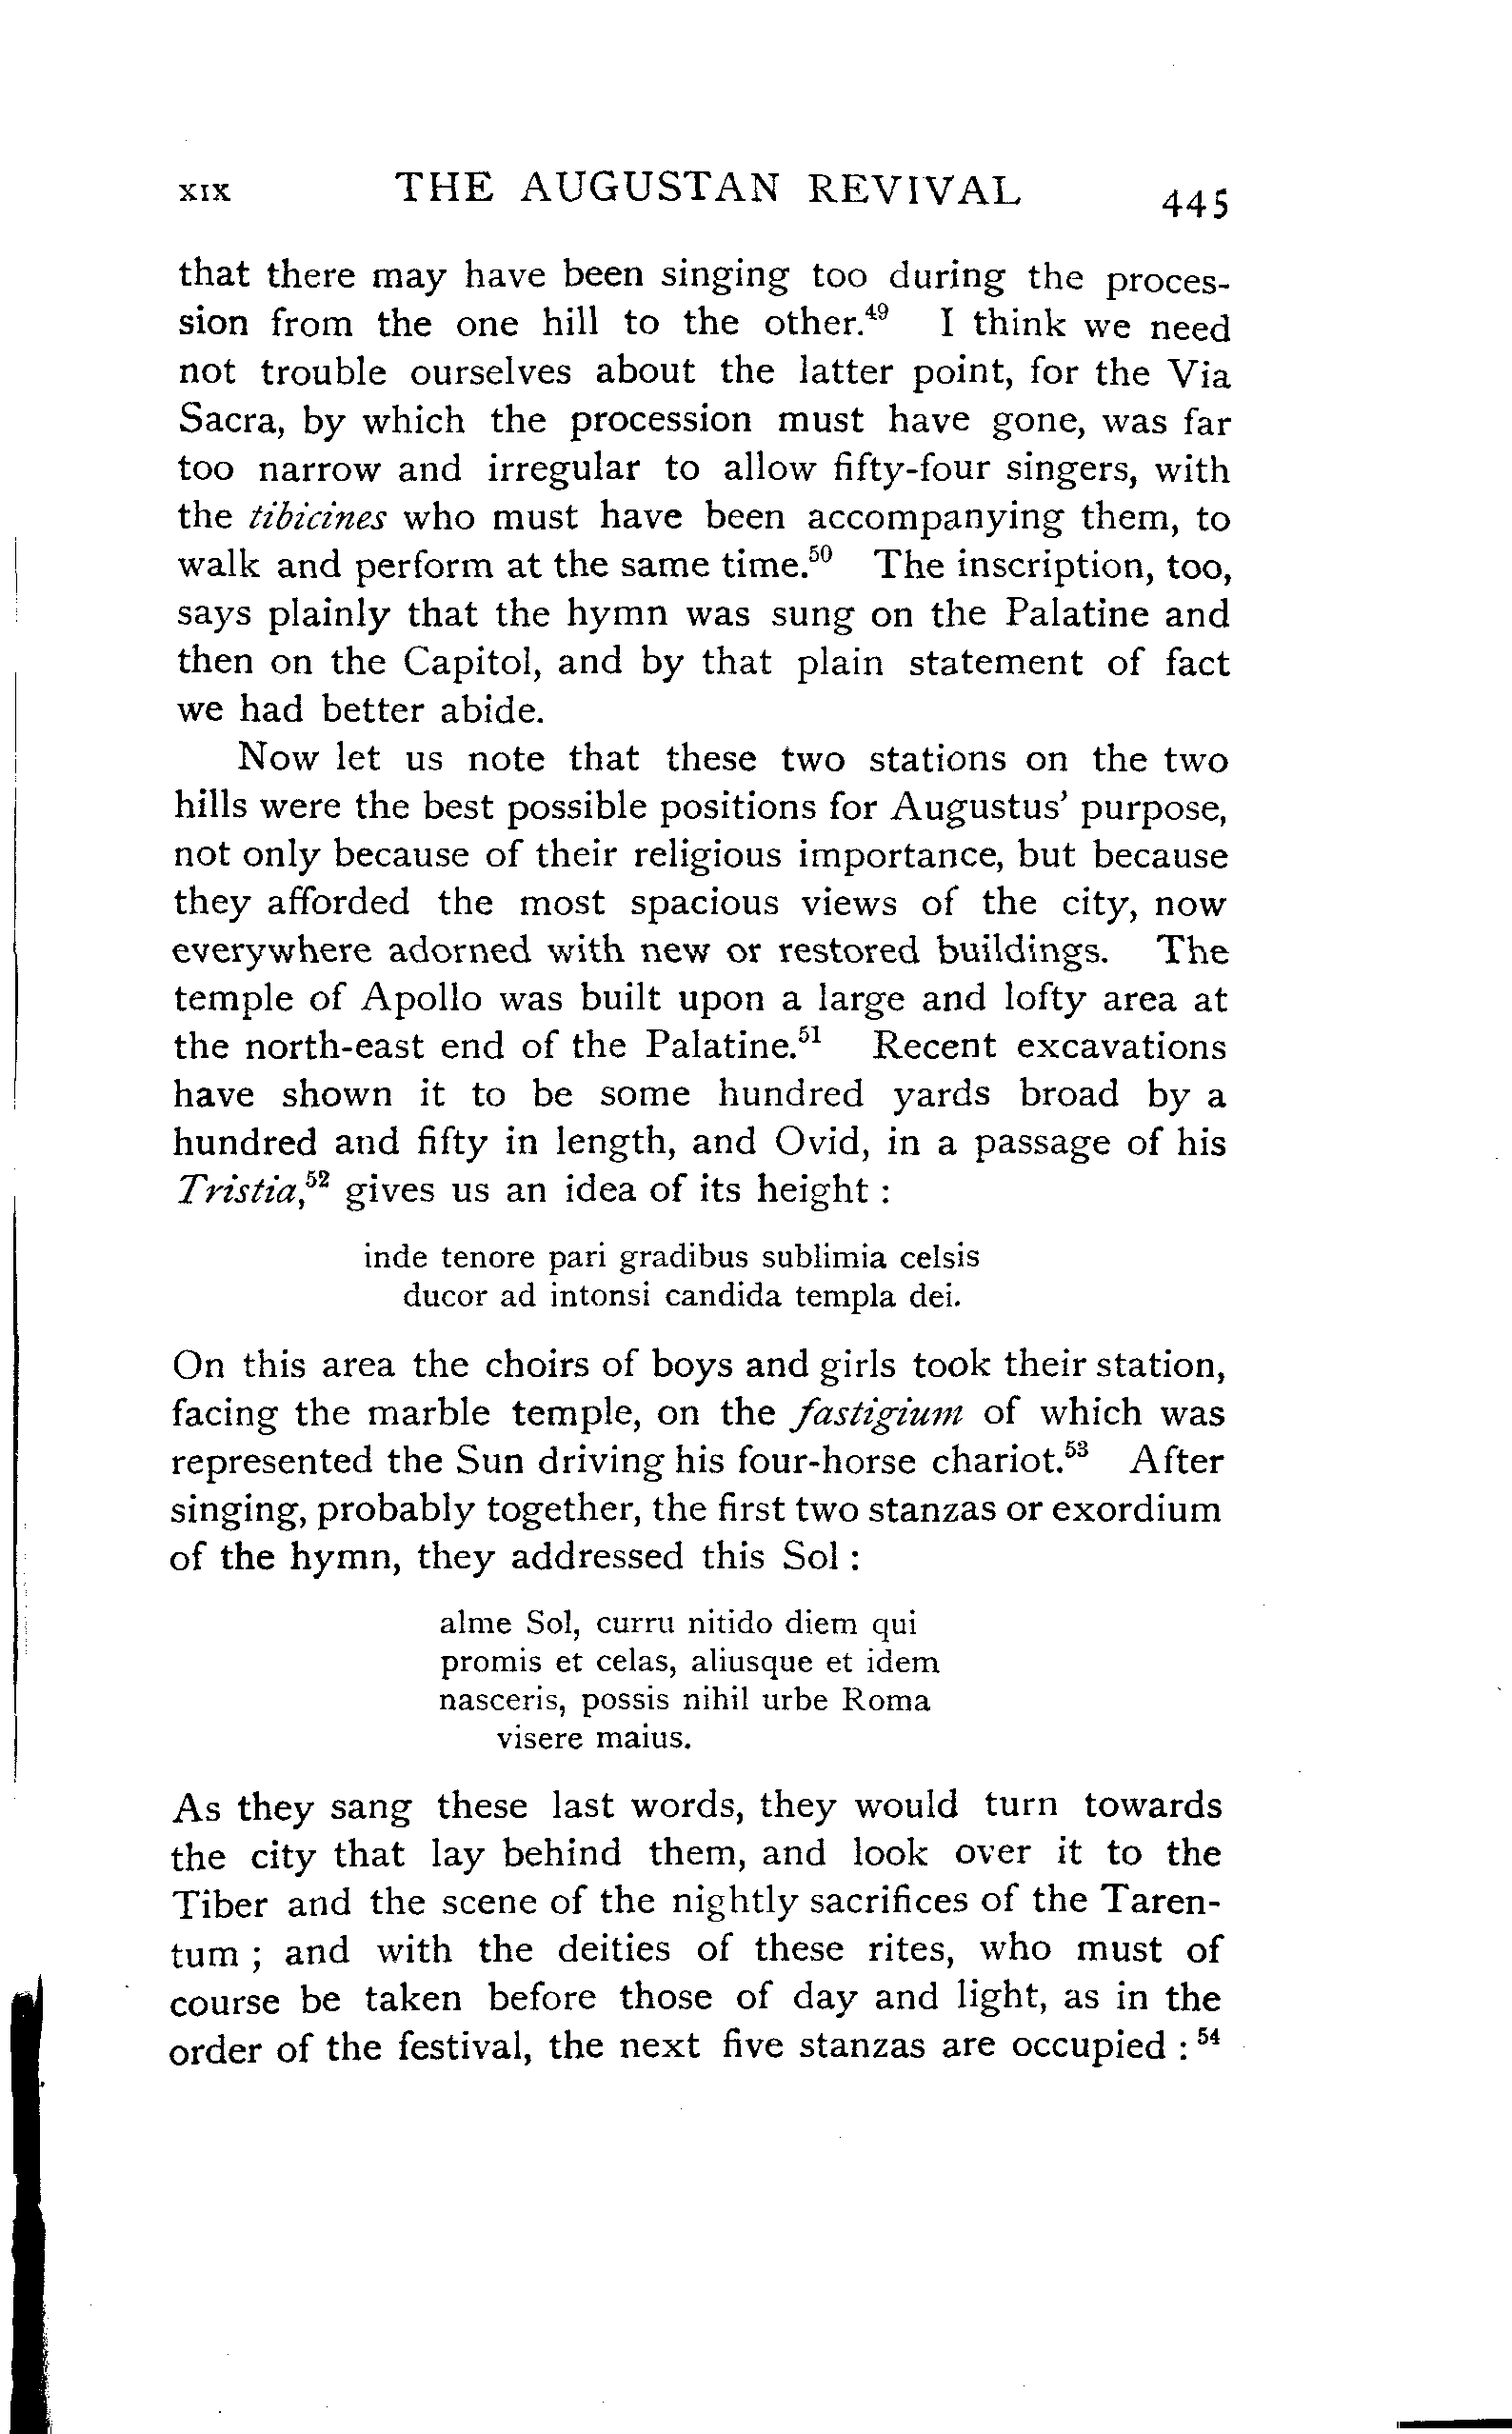 xix THE AUGUSTAN REVIVAL 445
that there may have been singing too during the proces-
sion from the one hill to the other.⁴⁹ I think we need
not trouble ourselves about the latter point, for the Via
Sacra, by which the procession must have gone, was far
too narrow and irregular to allow fifty-four singers, with
the tibicines who must have been accompanying them, to
walk and perform at the same time.⁵⁰ The inscription, too,
says plainly that the hymn was sung on the Palatine and
then on the Capitol, and by that plain statement of fact
we had better abide.
Now let us note that these two stations on the two
hills were the best possible positions for Augustus' purpose,
not only because of their religious importance, but because
they afforded the most spacious views of the city, now
everywhere adorned with new or restored buildings. The
temple of Apollo was built upon a large and lofty area at
the north-east end of the Palatine.⁵¹ Recent excavations
have shown it to be some hundred yards broad by a
hundred and fifty in length, and Ovid, in a passage of his
Tristia,⁵² gives us an idea of its height :
inde tenore pari gradibus sublimia celsis
ducor ad intonsi candida templa dei.
On this area the choirs of boys and girls took their station,
facing the marble temple, on the fastigium of which was
represented the Sun driving his four-horse chariot.⁵³ After
singing, probably together, the first two stanzas or exordium
of the hymn, they addressed this Sol :
alme Sol, curru nitido diem qui
promis et celas, aliusque et idem
nasceris, possis nihil urbe Roma
visere maius.
As they sang these last words, they would turn towards
the city that lay behind them, and look over it to the
Tiber and the scene of the nightly sacrifices of the Taren-
tum ; and with the deities of these rites, who must of
course be taken before those of day and light, as in the
order of the festival, the next five stanzas are occupied : ⁵⁴